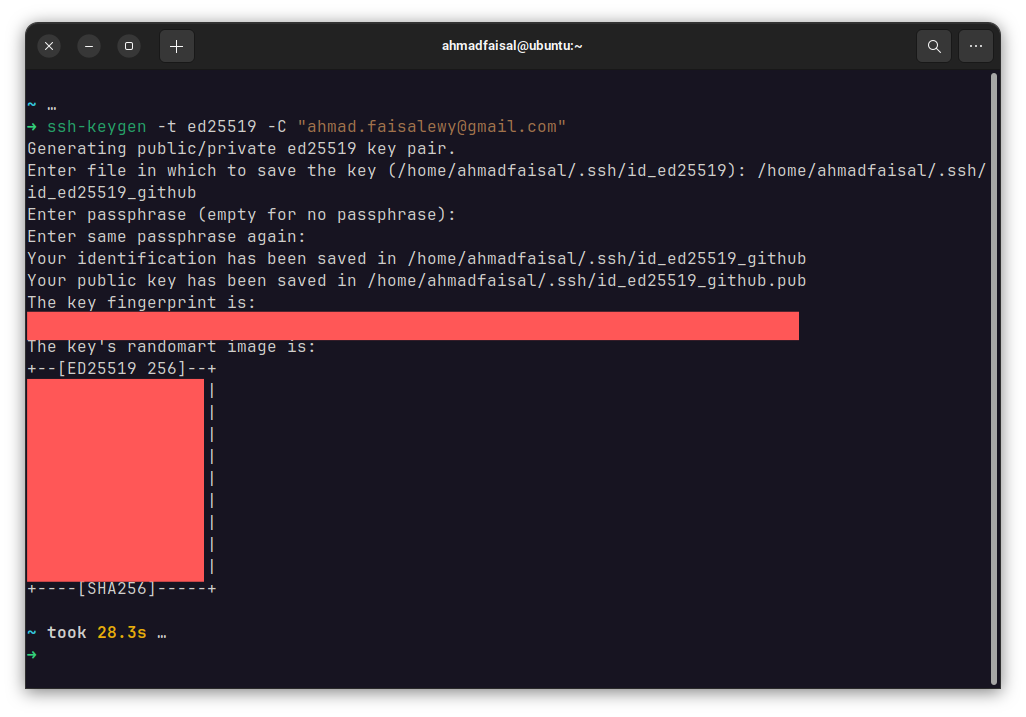 ahmadfaisal@ubuntu:~
~ …
➜ ssh-keygen -t ed25519 -C "ahmad.faisalewy@gmail.com"
Generating public/private ed25519 key pair.
Enter file in which to save the key (/home/ahmadfaisal/.ssh/id_ed25519): /home/ahmadfaisal/.ssh/
id_ed25519_github
Enter passphrase (empty for no passphrase):
Enter same passphrase again:
Your identification has been saved in /home/ahmadfaisal/.ssh/id_ed25519_github
Your public key has been saved in /home/ahmadfaisal/.ssh/id_ed25519_github.pub
The key fingerprint is:
The key's randomart image is:
+--[ED25519 256]--+
|
|
|
|
|
|
|
|
|
+----[SHA256]-----+
~ took 28.3s …
➜